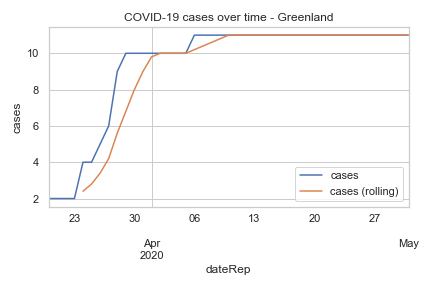 COVID-19 cases over time - Greenland
cases
10
8
6
4
2
cases
cases (rolling)
23 30 06 13 20 27
Apr May
2020
dateRep